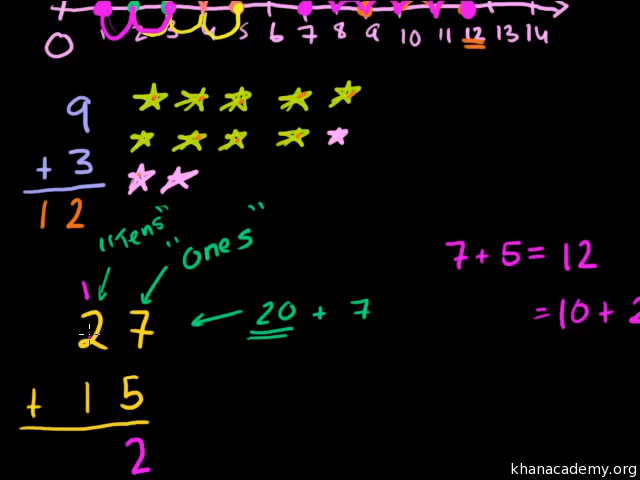 0 1 2 3 4 5 6 7 8 9 10 11 12 13 14
9
+ 3
12
"Tens"
"ones"
7 + 5 = 12
= 10 + 2
1
27
20 + 7
+ 15
2
khanacademy.org